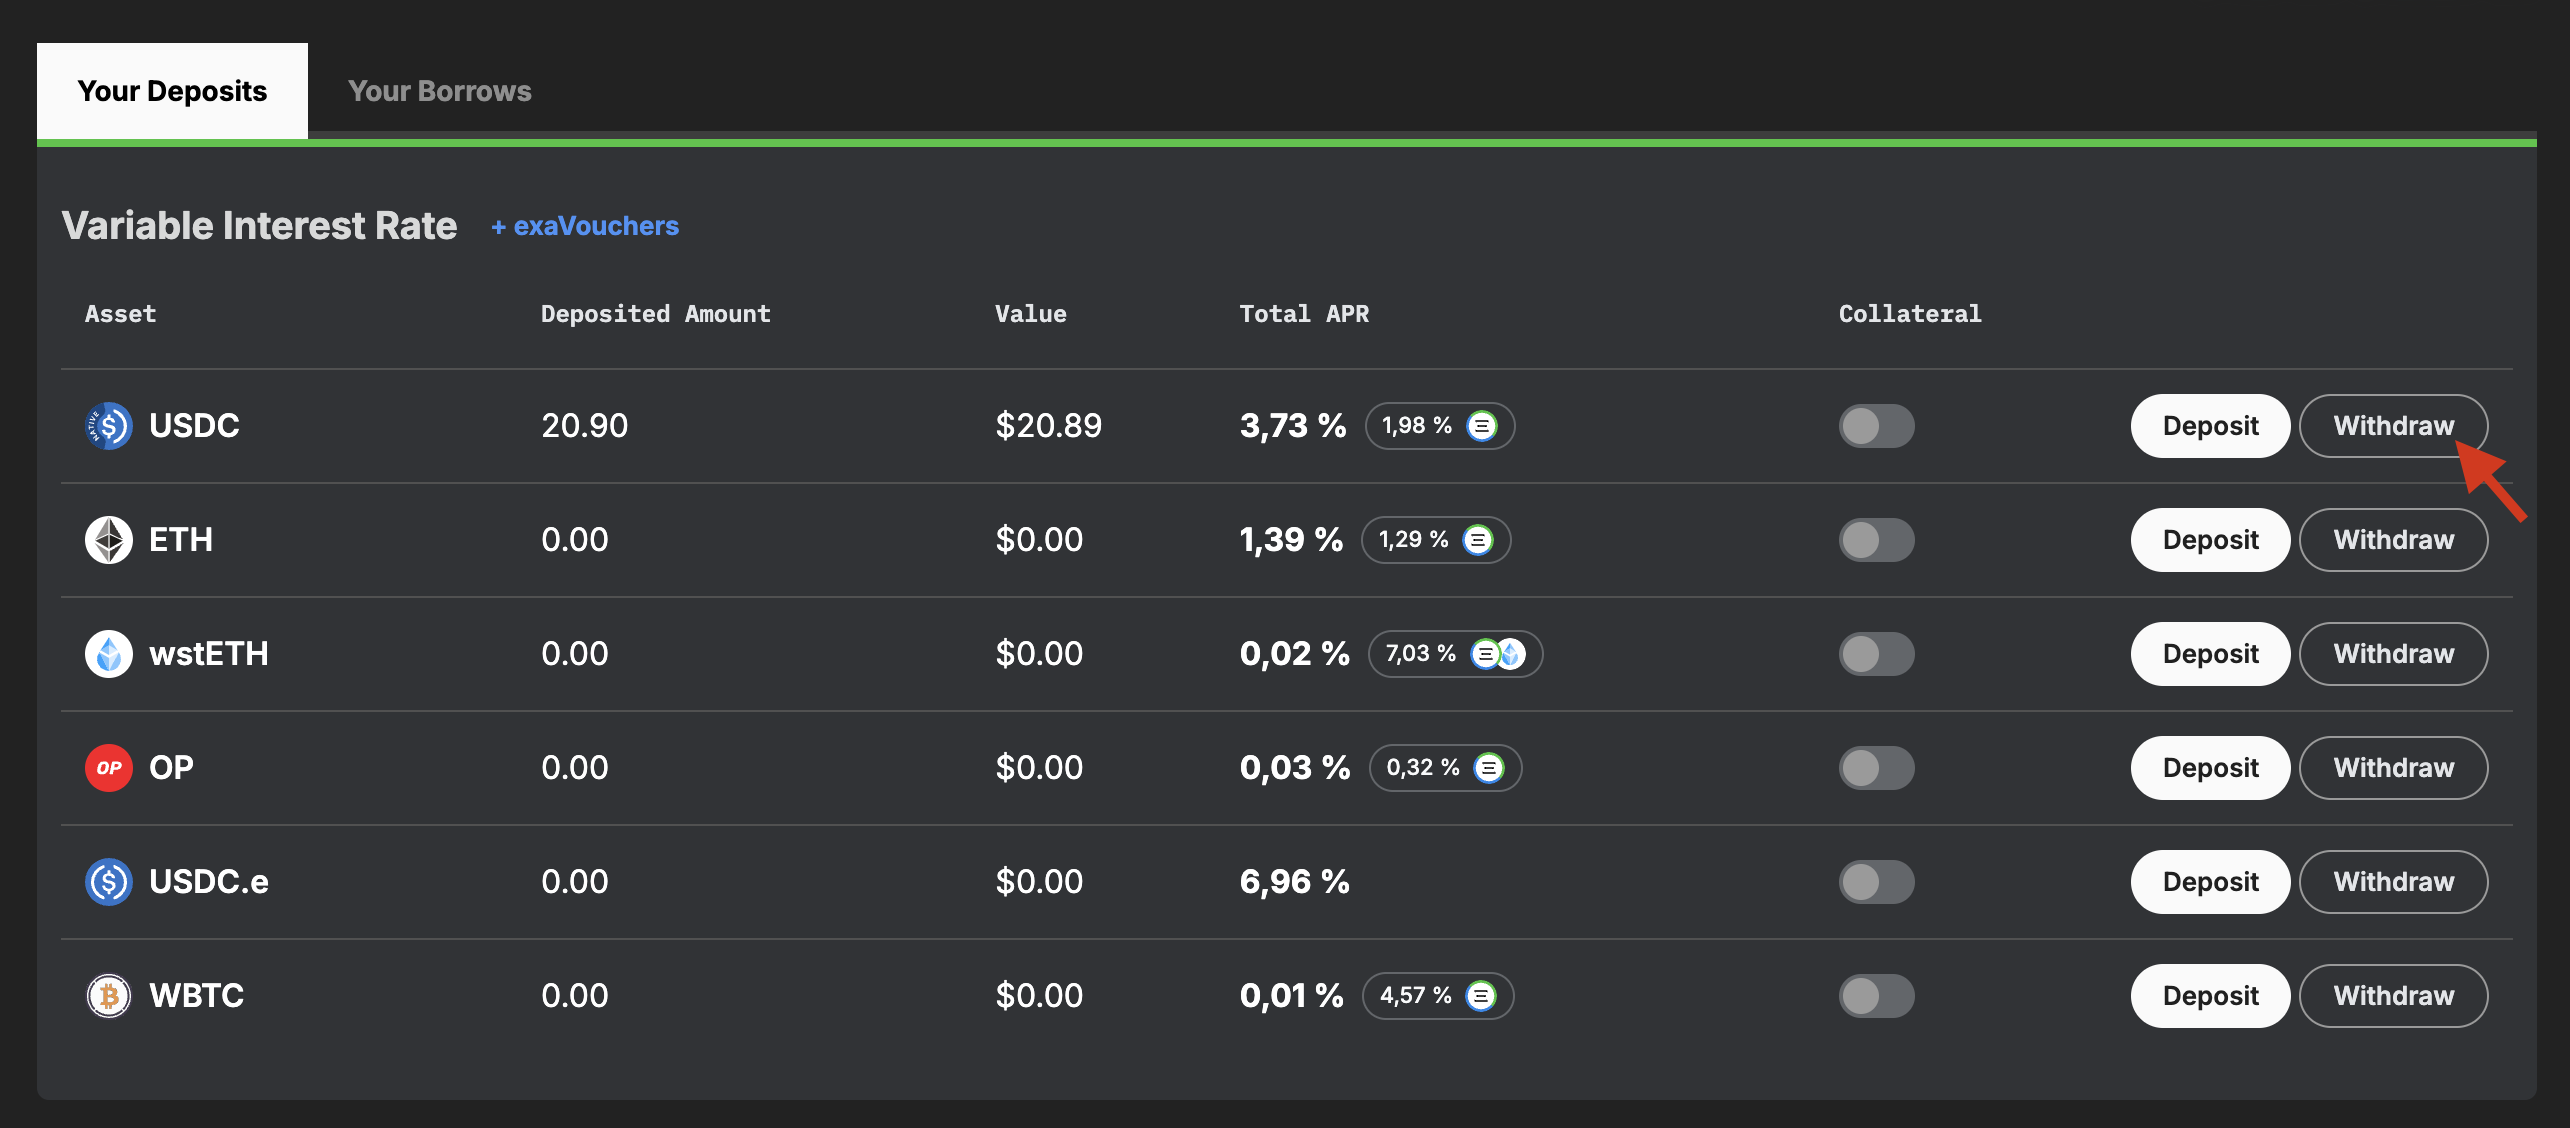 Your Deposits Your Borrows
Variable Interest Rate + exaVouchers
Asset Deposited Amount Value Total APR Collateral
NATIVE $ USDC 20.90 $20.89 3,73 % 1,98 % Deposit Withdraw
ETH 0.00 $0.00 1,39 % 1,29 % Deposit Withdraw
wstETH 0.00 $0.00 0,02 % 7,03 % Deposit Withdraw
OP OP 0.00 $0.00 0,03 % 0,32 % Deposit Withdraw
$ USDC.e 0.00 $0.00 6,96 % Deposit Withdraw
₿ WBTC 0.00 $0.00 0,01 % 4,57 % Deposit Withdraw